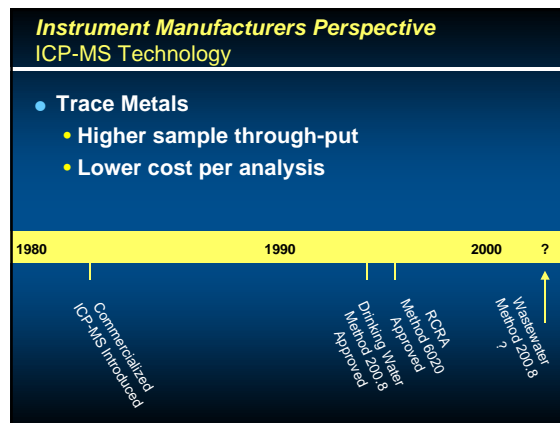 Instrument Manufacturers Perspective
ICP-MS Technology
● Trace Metals
• Higher sample through-put
• Lower cost per analysis
1980 1990 2000 ?
Commercialized
ICP-MS Introduced
Drinking Water
Method 200.8
Approved
RCRA
Method 6020
Approved
Wastewater
Method 200.8
?